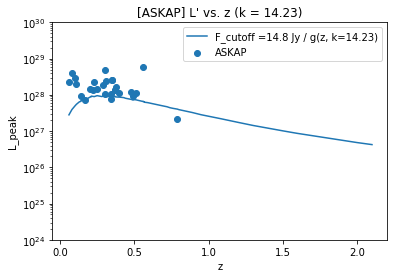 [ASKAP] L' vs. z (k = 14.23)
F_cutoff =14.8 Jy / g(z, k=14.23)
ASKAP
L_peak
10^30
10^29
10^28
10^27
10^26
10^25
10^24
0.0 0.5 1.0 1.5 2.0
z